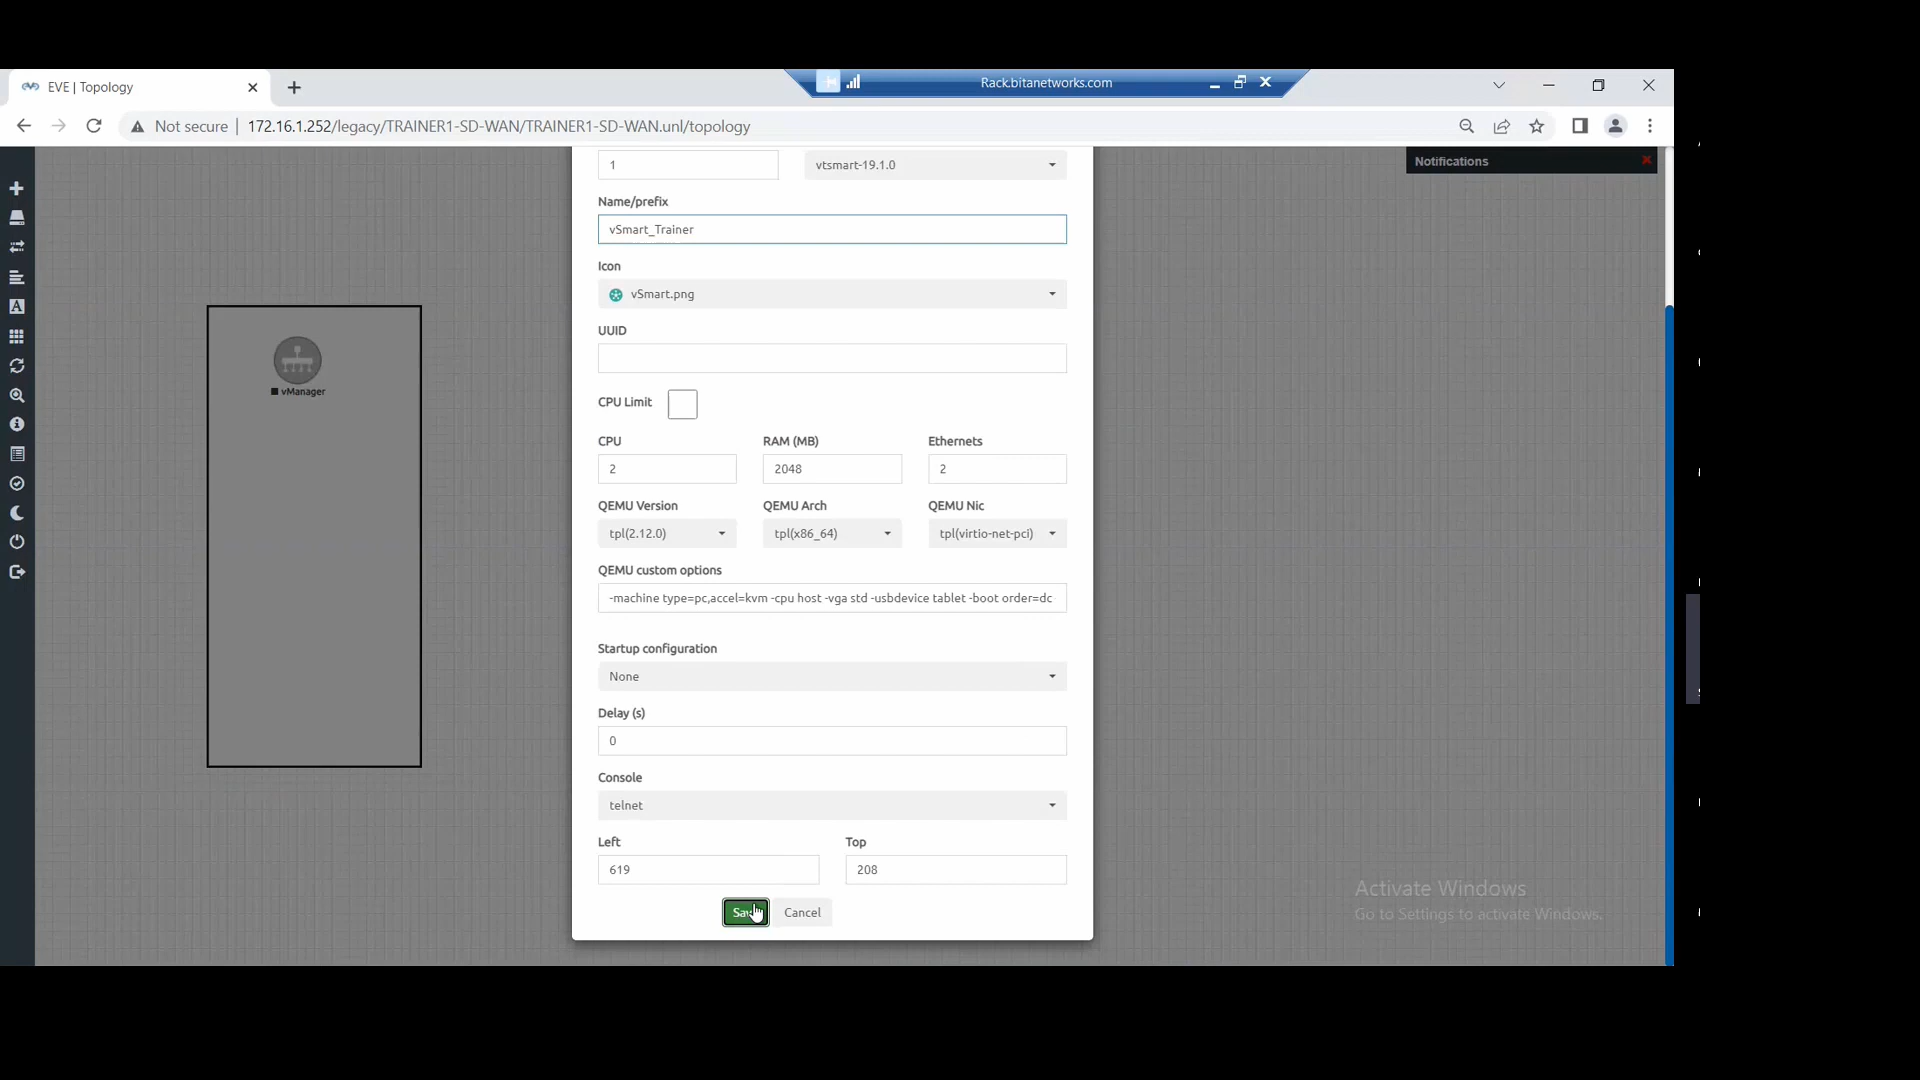 EVE | Topology
Rack.bitanetworks.com
Not secure
172.16.1.252/legacy/TRAINER1-SD-WAN/TRAINER1-SD-WAN.unl/topology
Notifications
1
vtsmart-19.1.0
Name/prefix
vSmart_Trainer
Icon
vSmart.png
UUID
CPU Limit
CPU
RAM (MB)
Ethernets
2
2048
2
QEMU Version
QEMU Arch
QEMU Nic
tpl(2.12.0)
tpl(x86_64)
tpl(virtio-net-pci)
QEMU custom options
-machine type=pc,accel=kvm -cpu host -vga std -usbdevice tablet -boot order=dc
Startup configuration
None
Delay (s)
0
Console
telnet
Left
Top
619
208
Cancel
vManager
Activate Windows
Go to Settings to activate Windows.